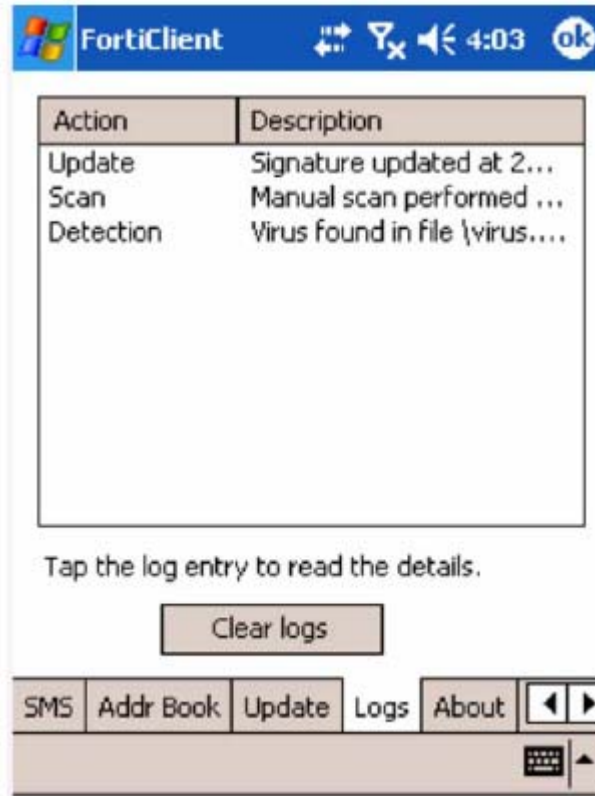 FortiClient 4:03 ok
Action Description
Update Signature updated at 2...
Scan Manual scan performed ...
Detection Virus found in file \virus....
Tap the log entry to read the details.
Clear logs
SMS Addr Book Update Logs About